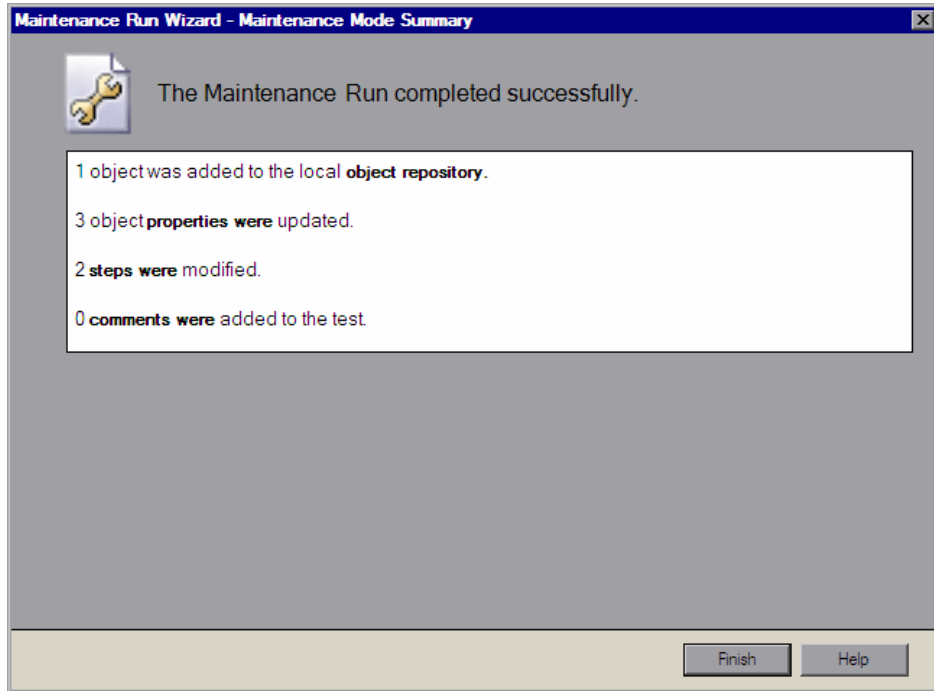 Maintenance Run Wizard - Maintenance Mode Summary
The Maintenance Run completed successfully.
1 object was added to the local object repository.
3 object properties were updated.
2 steps were modified.
0 comments were added to the test.
Finish Help